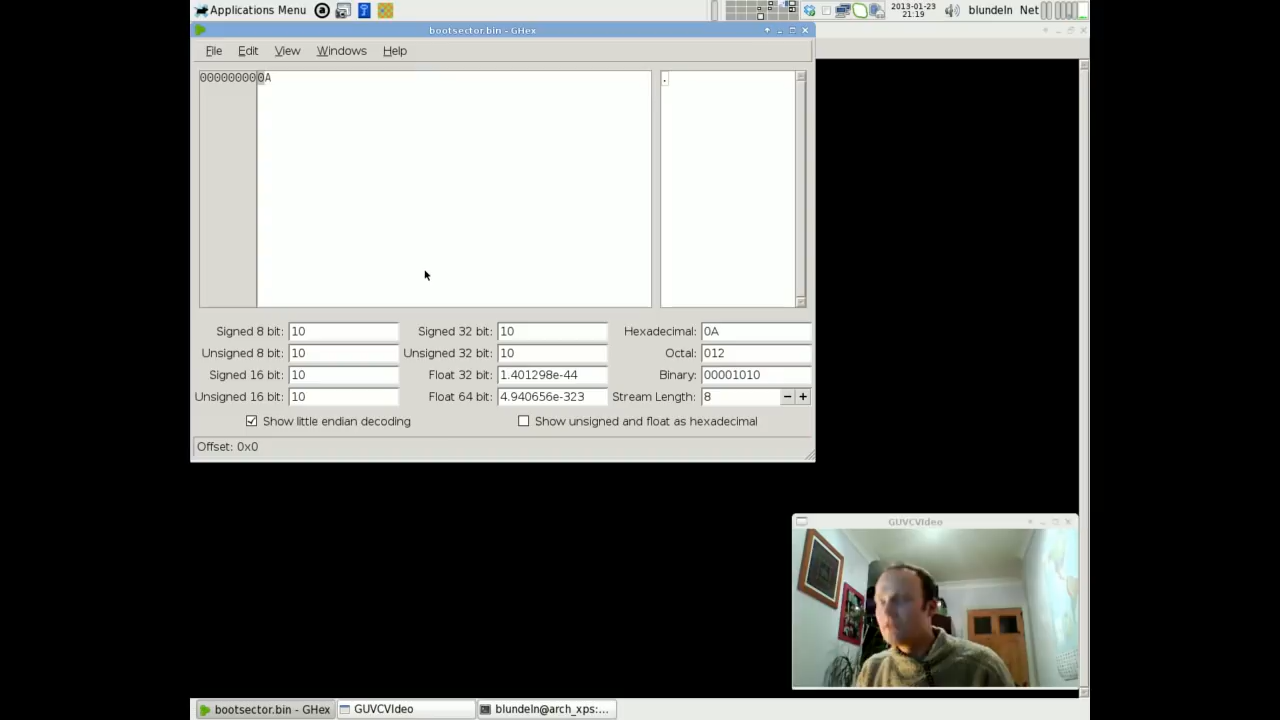 Applications Menu
2013-01-23
21:19
blundeln
Net
bootsector.bin - GHex
File Edit View Windows Help
00000000 0A
.
Signed 8 bit: 10
Signed 32 bit: 10
Hexadecimal: 0A
Unsigned 8 bit: 10
Unsigned 32 bit: 10
Octal: 012
Signed 16 bit: 10
Float 32 bit: 1.401298e-44
Binary: 00001010
Unsigned 16 bit: 10
Float 64 bit: 4.940656e-323
Stream Length: 8
Show little endian decoding
Show unsigned and float as hexadecimal
Offset: 0x0
GUVCVideo
bootsector.bin - GHex
GUVCVideo
blundeln@arch_xps:...